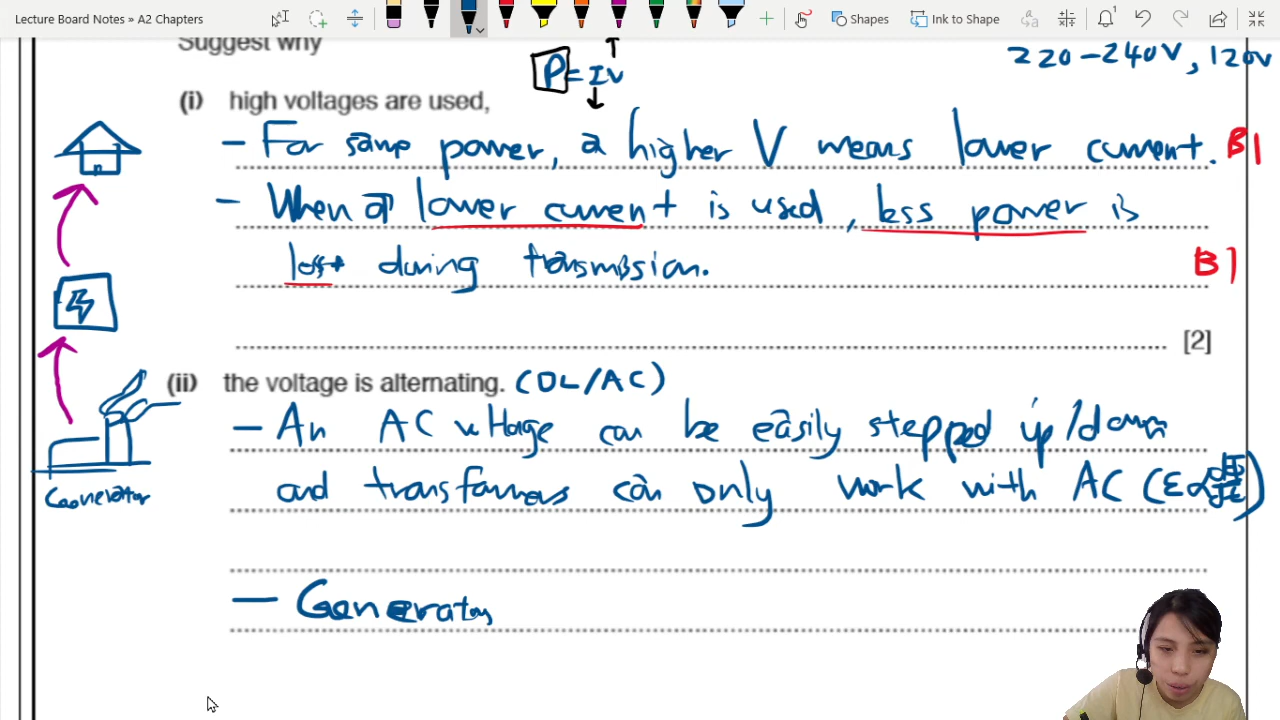 Lecture Board Notes » A2 Chapters
Shapes
Ink to Shape
Suggest why
P = IV
220-240V, 120V
(i) high voltages are used,
- For same power, a higher V means lower current. B1
- When a lower current is used, less power is
lost during transmission. B1
[2]
(ii) the voltage is alternating. (DC/AC)
- An AC voltage can be easily stepped up/down
and transformers can only work with AC (
Generator
- Generators